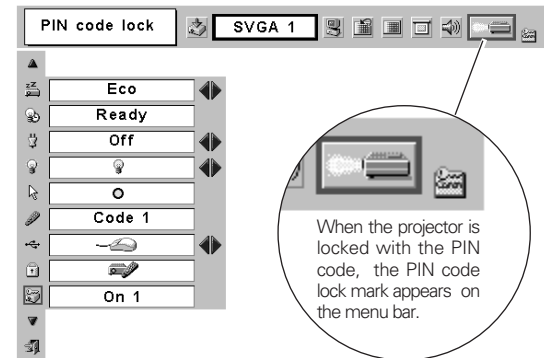 PIN code lock
SVGA 1
Eco
Ready
Off
Code 1
On 1
When the projector is
locked with the PIN
code, the PIN code
lock mark appears on
the menu bar.